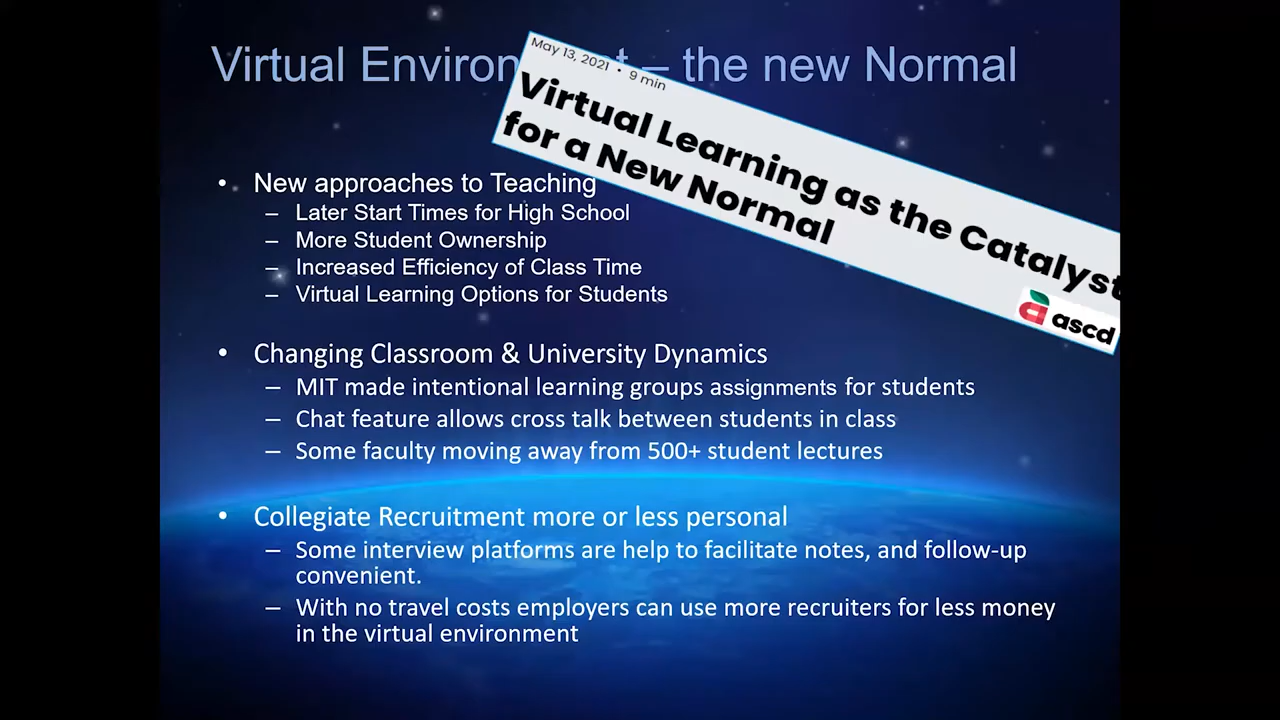 Virtual Environ t – the new Normal
May 13, 2021 • 9 min
Virtual Learning as the Catalyst
for a New Normal
ascd
• New approaches to Teaching
– Later Start Times for High School
– More Student Ownership
– Increased Efficiency of Class Time
– Virtual Learning Options for Students
• Changing Classroom & University Dynamics
– MIT made intentional learning groups assignments for students
– Chat feature allows cross talk between students in class
– Some faculty moving away from 500+ student lectures
• Collegiate Recruitment more or less personal
– Some interview platforms are help to facilitate notes, and follow-up
convenient.
– With no travel costs employers can use more recruiters for less money
in the virtual environment